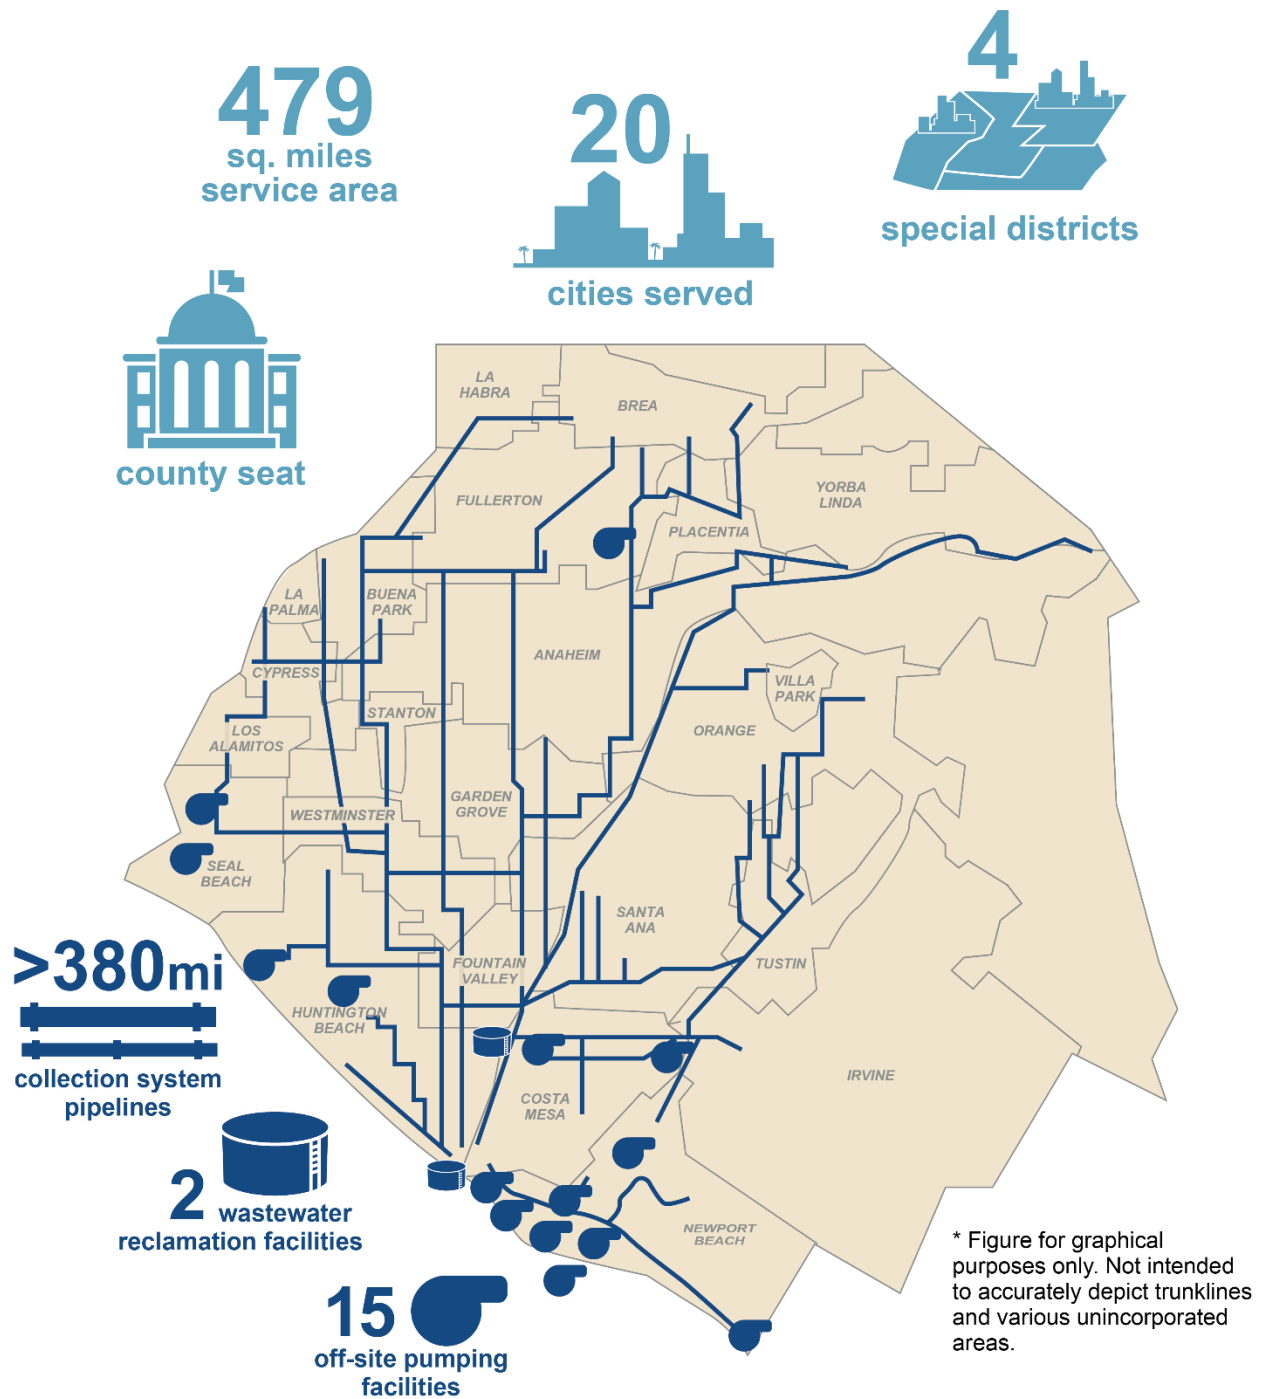 479
sq. miles
service area
20
cities served
4
special districts
county seat
LA
HABRA
BREA
FULLERTON
YORBA
LINDA
PLACENTIA
LA
PALMA
BUENA
PARK
ANAHEIM
CYPRESS
VILLA
PARK
STANTON
ORANGE
LOS
ALAMITOS
WESTMINSTER
GARDEN
GROVE
SEAL
BEACH
SANTA
ANA
FOUNTAIN
VALLEY
TUSTIN
HUNTINGTON
BEACH
IRVINE
COSTA
MESA
NEWPORT
BEACH
>380mi
collection system
pipelines
2 wastewater
reclamation facilities
15
off-site pumping
facilities
* Figure for graphical
purposes only. Not intended
to accurately depict trunklines
and various unincorporated
areas.